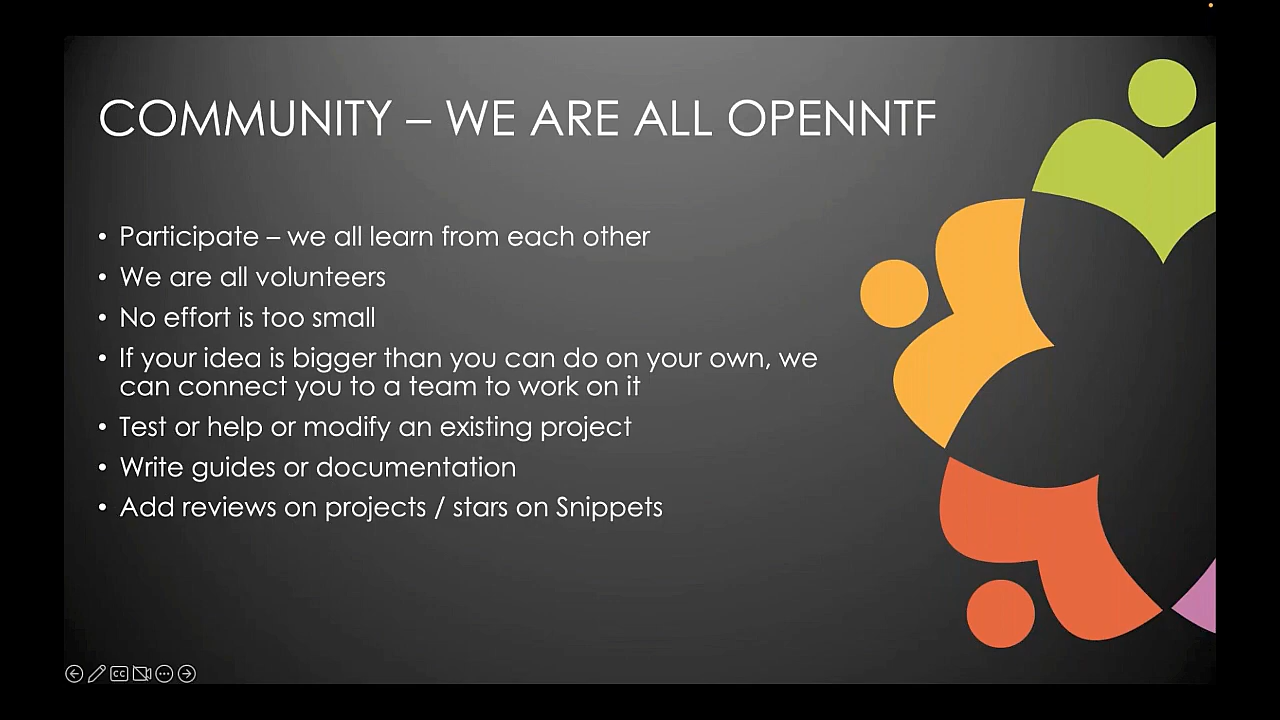 COMMUNITY – WE ARE ALL OPENNTF
• Participate – we all learn from each other
• We are all volunteers
• No effort is too small
• If your idea is bigger than you can do on your own, we
can connect you to a team to work on it
• Test or help or modify an existing project
• Write guides or documentation
• Add reviews on projects / stars on Snippets
CC